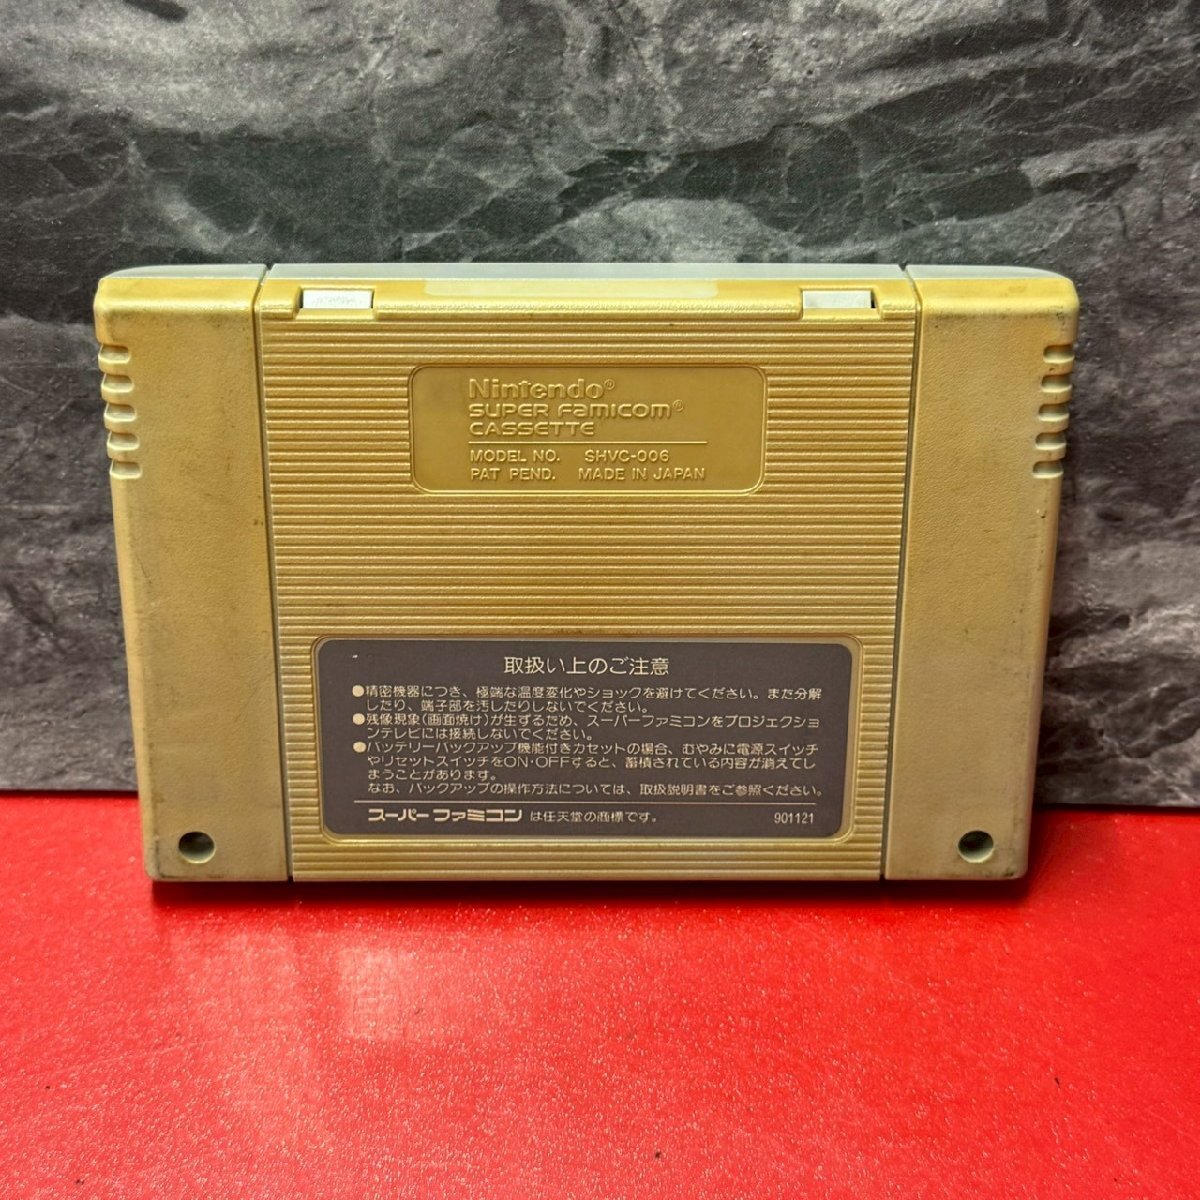 Nintendo®
SUPER FAMICOM®
CASSETTE
MODEL NO. SHVC-006
PAT PEND. MADE IN JAPAN
取扱い上のご注意
●精密機器につき、極端な温度変化やショックを避けてください。また分解
したり、端子部を汚したりしないでください。
●残像現象(画面焼け)が生ずるため、スーパーファミコンをプロジェクショ
ンテレビには接続しないでください。
●バッテリーバックアップ機能付きカセットの場合、むやみに電源スイッチ
やリセットスイッチをON・OFFすると、蓄積されている内容が消えてし
まうことがあります。
なお、バックアップの操作方法については、取扱説明書をご参照ください。
スーパーファミコン は任天堂の商標です。 901121